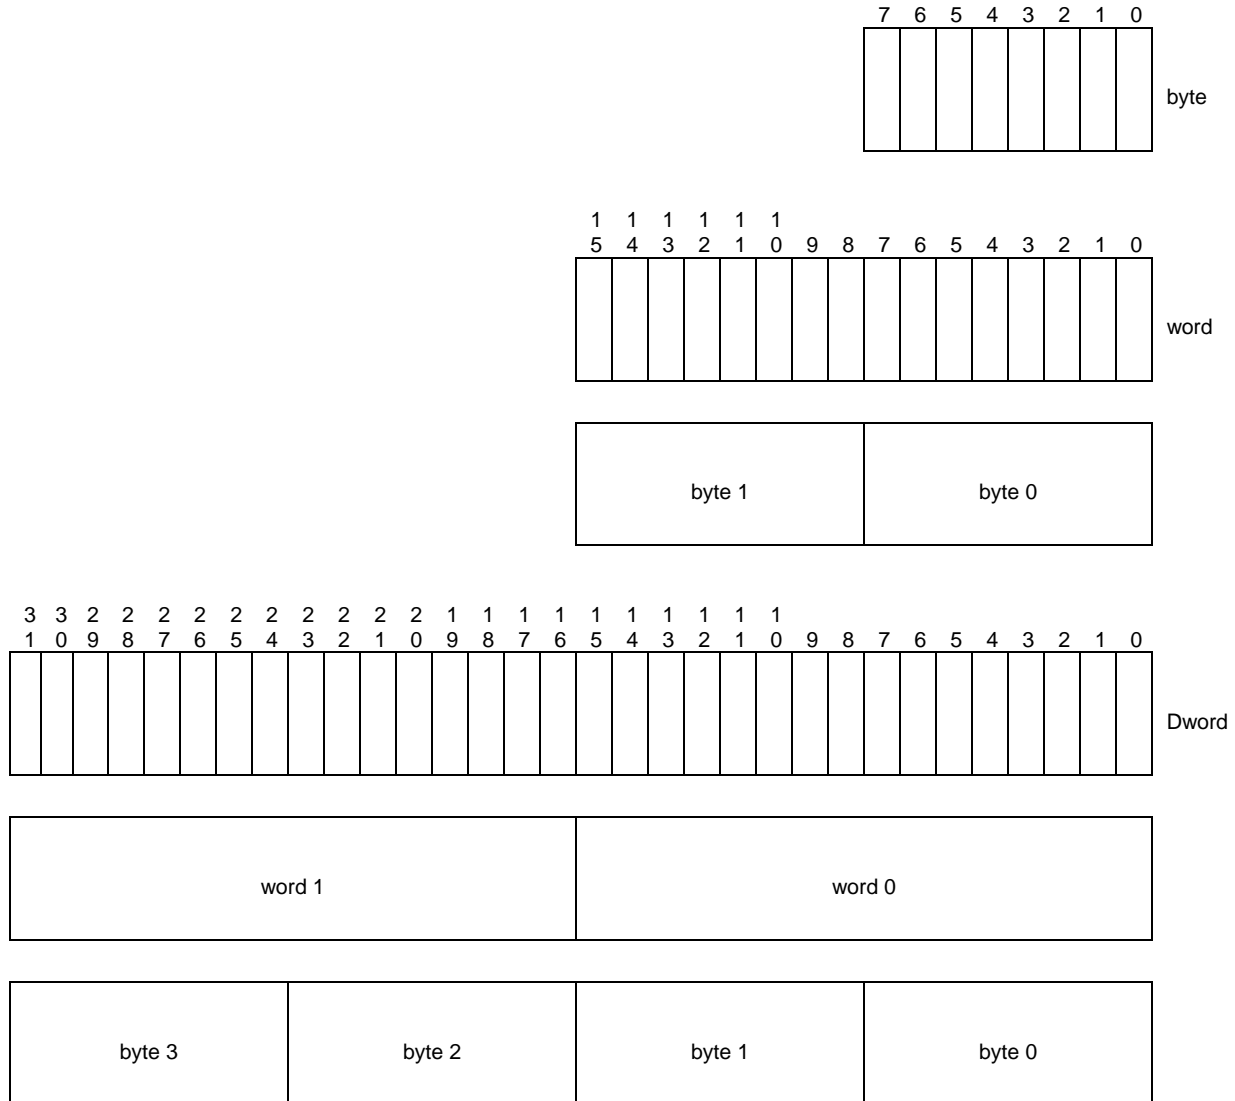 7 6 5 4 3 2 1 0
byte
1 1 1 1 1 1
5 4 3 2 1 0 9 8 7 6 5 4 3 2 1 0
word
byte 1 byte 0
3 3 2 2 2 2 2 2 2 2 2 2 1 1 1 1 1 1 1 1 1 1
1 0 9 8 7 6 5 4 3 2 1 0 9 8 7 6 5 4 3 2 1 0 9 8 7 6 5 4 3 2 1 0
Dword
word 1 word 0
byte 3 byte 2 byte 1 byte 0